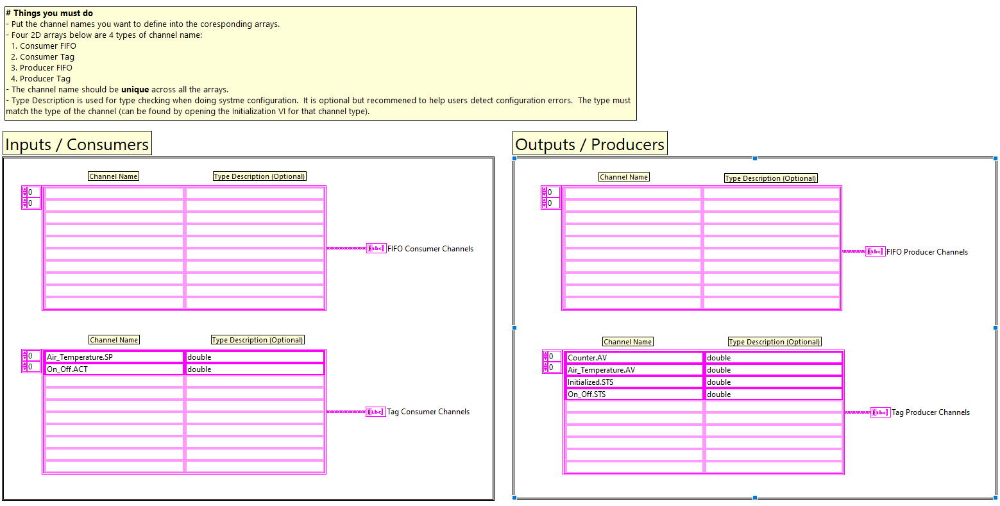 # Things you must do
- Put the channel names you want to define into the coresponding arrays.
- Four 2D arrays below are 4 types of channel name:
1. Consumer FIFO
2. Consumer Tag
3. Producer FIFO
4. Producer Tag
- The channel name should be unique across all the arrays.
- Type Description is used for type checking when doing systme configuration. It is optional but recommened to help users detect configuration errors. The type must
match the type of the channel (can be found by opening the Initialization VI for that channel type).
Inputs / Consumers
Channel Name Type Description (Optional)
0
0
[abc] FIFO Consumer Channels
Channel Name Type Description (Optional)
0 Air_Temperature.SP double
0 On_Off.ACT double
[abc] Tag Consumer Channels
Outputs / Producers
Channel Name Type Description (Optional)
0
0
[abc] FIFO Producer Channels
Channel Name Type Description (Optional)
0 Counter.AV double
0 Air_Temperature.AV double
Initialized.STS double
On_Off.STS double
[abc] Tag Producer Channels